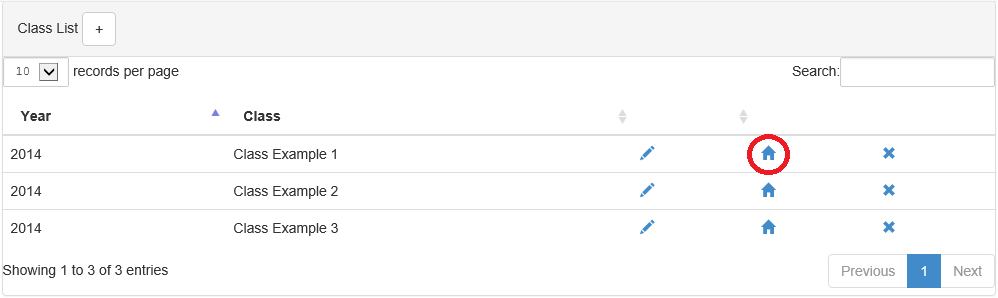 Class List +
10 records per page Search:
Year Class
2014 Class Example 1
2014 Class Example 2
2014 Class Example 3
Showing 1 to 3 of 3 entries Previous 1 Next